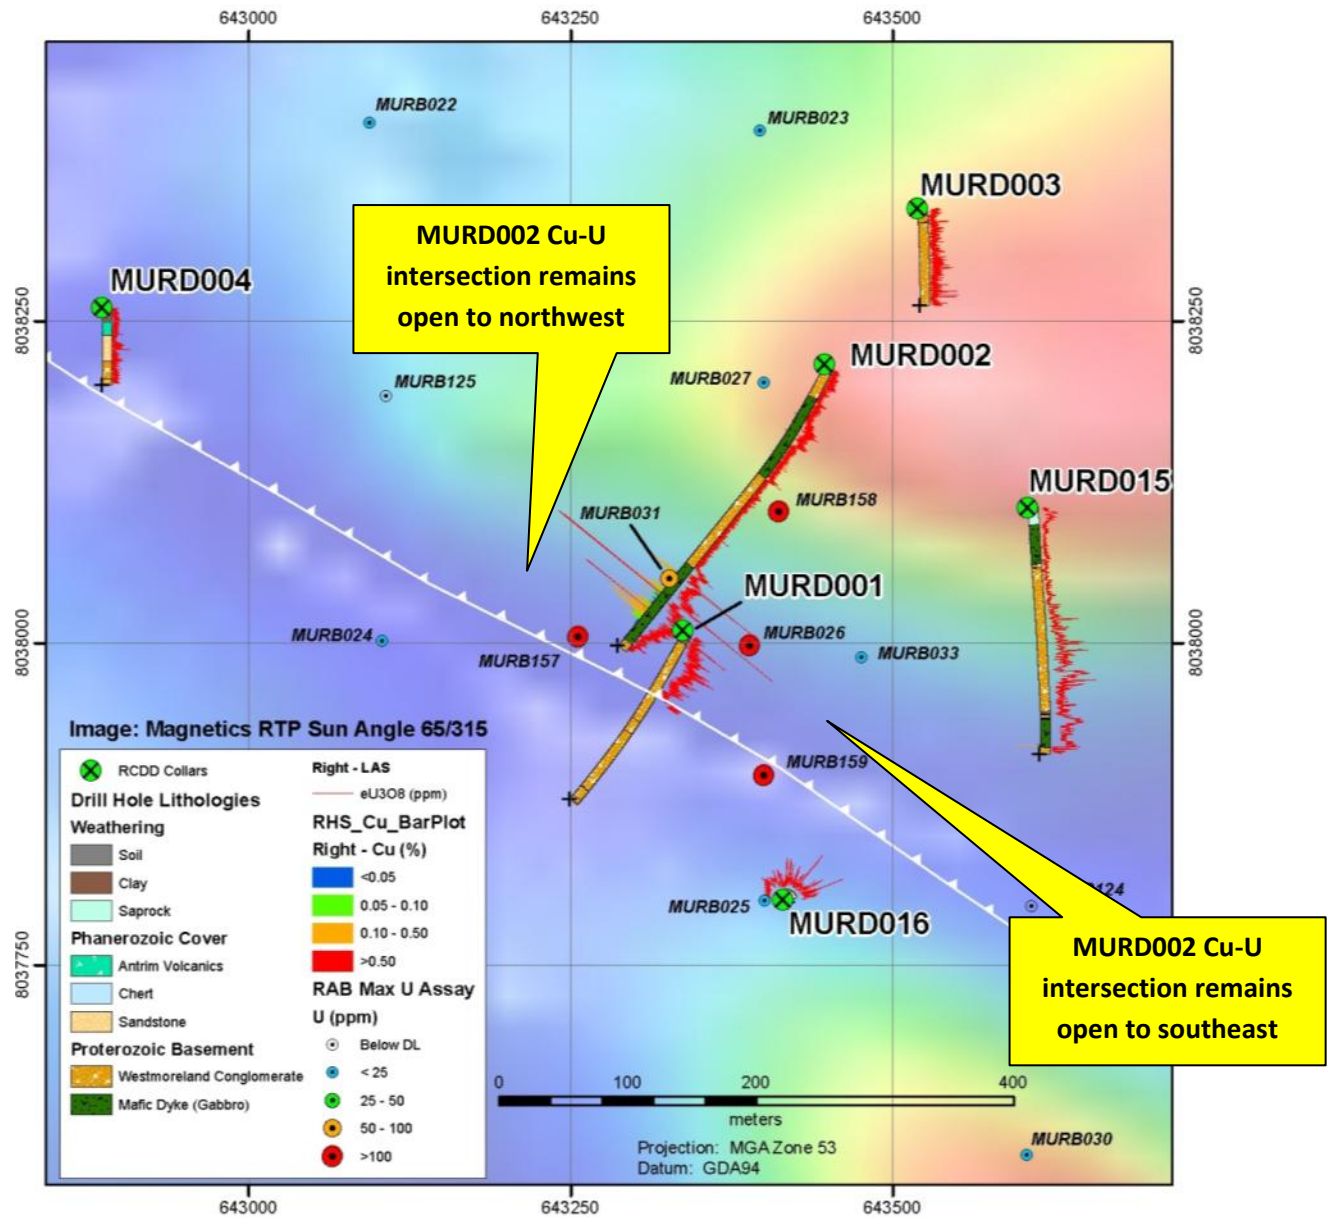 643000
643250
643500
MURB022
MURB023
MURD003
MURD002 Cu-U
intersection remains
open to northwest
MURD004
8038250
8038250
MURD002
MURB027
MURB125
MURD015
MURB158
MURB031
MURD001
MURB024
MURB157
MURB026
MURB033
8038000
8038000
Image: Magnetics RTP Sun Angle 65/315
MURB159
RCDD Collars
Drill Hole Lithologies
Weathering
Soil
Clay
Saprock
Phanerozoic Cover
Antrim Volcanics
Chert
Sandstone
Proterozoic Basement
Westmoreland Conglomerate
Mafic Dyke (Gabbro)
Right - LAS
eU3O8 (ppm)
RHS_Cu_BarPlot
Right - Cu (%)
<0.05
0.05 - 0.10
0.10 - 0.50
>0.50
RAB Max U Assay
U (ppm)
Below DL
< 25
25 - 50
50 - 100
>100
MURB025
MURD016
124
MURD002 Cu-U
intersection remains
open to southeast
8037750
8037750
0 100 200 400
meters
Projection: MGA Zone 53
Datum: GDA94
MURB030
643000
643250
643500